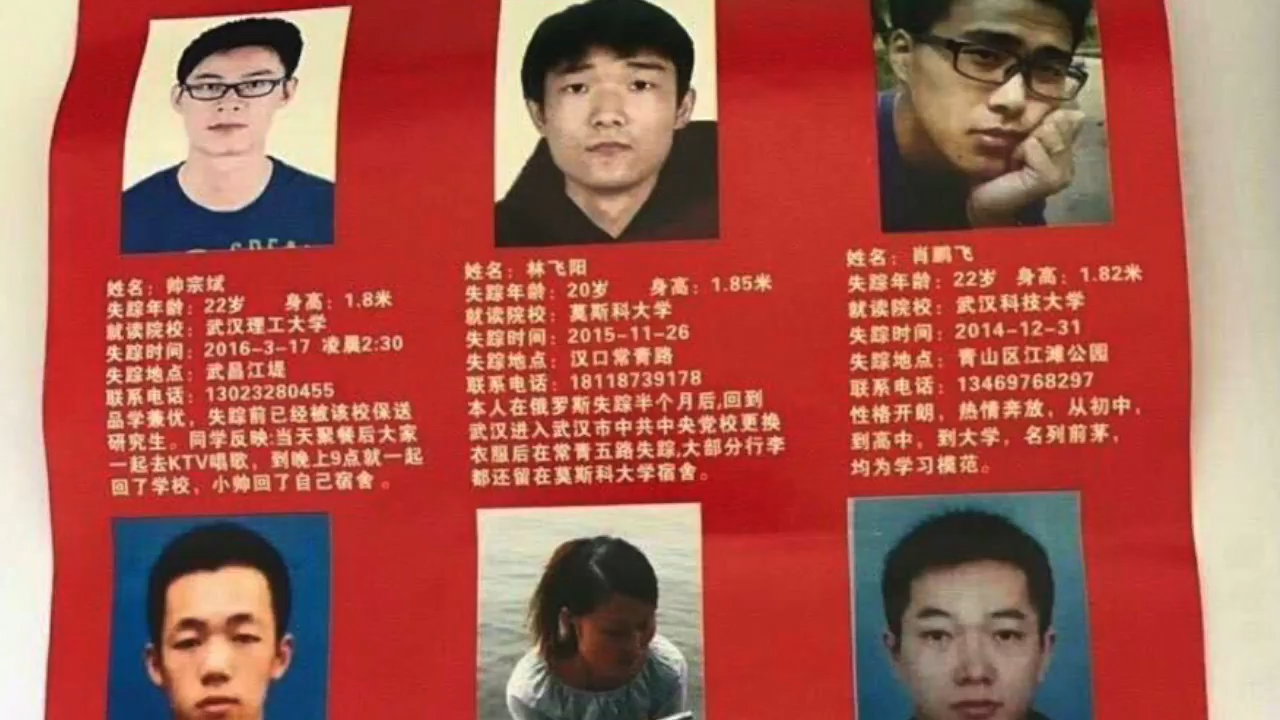 姓名：帅宗斌
失踪年龄：22岁 身高：1.8米
就读院校：武汉理工大学
失踪时间：2016-3-17 凌晨2:30
失踪地点：武昌江堤
联系电话：13023280455
品学兼优，失踪前已经被该校保送
研究生。同学反映:当天聚餐后大家
一起去KTV唱歌，到晚上9点就一起
回了学校，小帅回了自己宿舍。
姓名：林飞阳
失踪年龄：20岁 身高：1.85米
就读院校：莫斯科大学
失踪时间：2015-11-26
失踪地点：汉口常青路
联系电话：18118739178
本人在俄罗斯失踪半个月后,回到
武汉进入武汉市中共中央党校更换
衣服后在常青五路失踪,大部分行李
都还留在莫斯科大学宿舍。
姓名：肖鹏飞
失踪年龄：22岁 身高：1.82米
就读院校：武汉科技大学
失踪时间：2014-12-31
失踪地点：青山区江滩公园
联系电话：13469768297
性格开朗，热情奔放，从初中，
到高中，到大学，名列前茅，
均为学习模范。